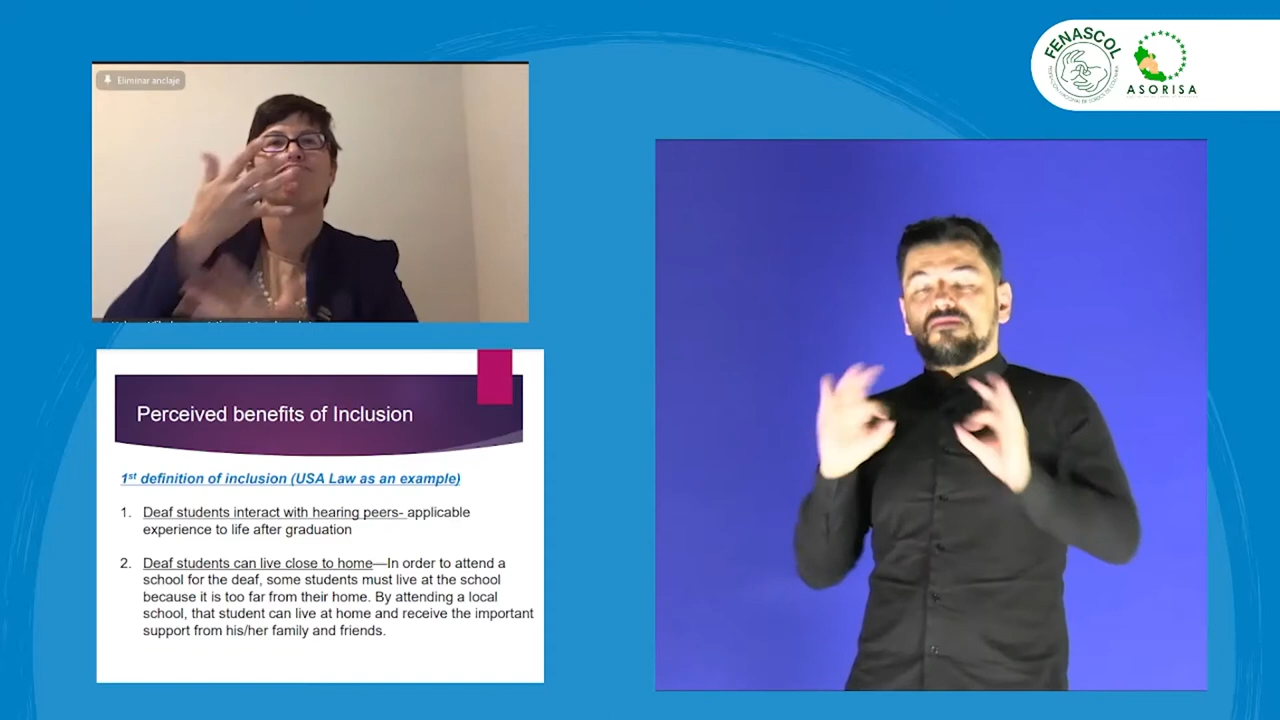 Eliminar anclaje
FENASCOL
ASORISA
Perceived benefits of Inclusion
1st definition of inclusion (USA Law as an example)
1. Deaf students interact with hearing peers- applicable
experience to life after graduation
2. Deaf students can live close to home—In order to attend a
school for the deaf, some students must live at the school
because it is too far from their home. By attending a local
school, that student can live at home and receive the important
support from his/her family and friends.